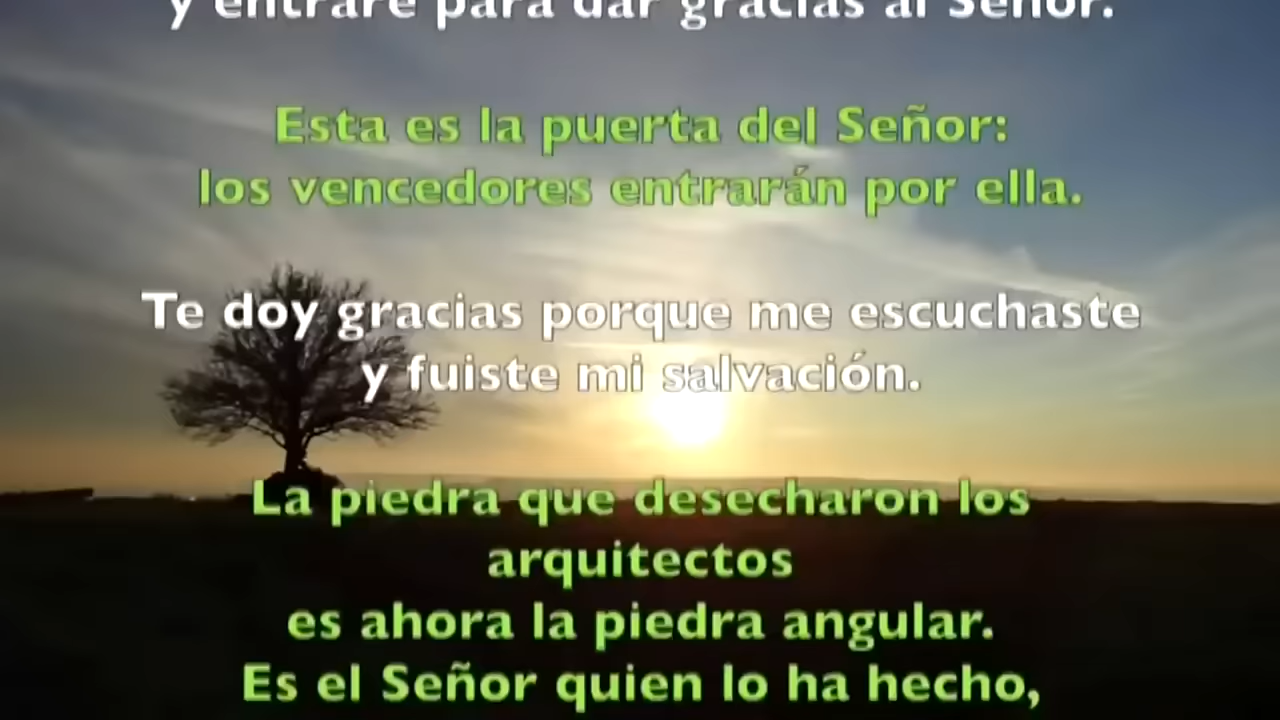 y entraré para dar gracias al Señor.
Esta es la puerta del Señor:
los vencedores entrarán por ella.
Te doy gracias porque me escuchaste
y fuiste mi salvación.
La piedra que desecharon los
arquitectos
es ahora la piedra angular.
Es el Señor quien lo ha hecho,